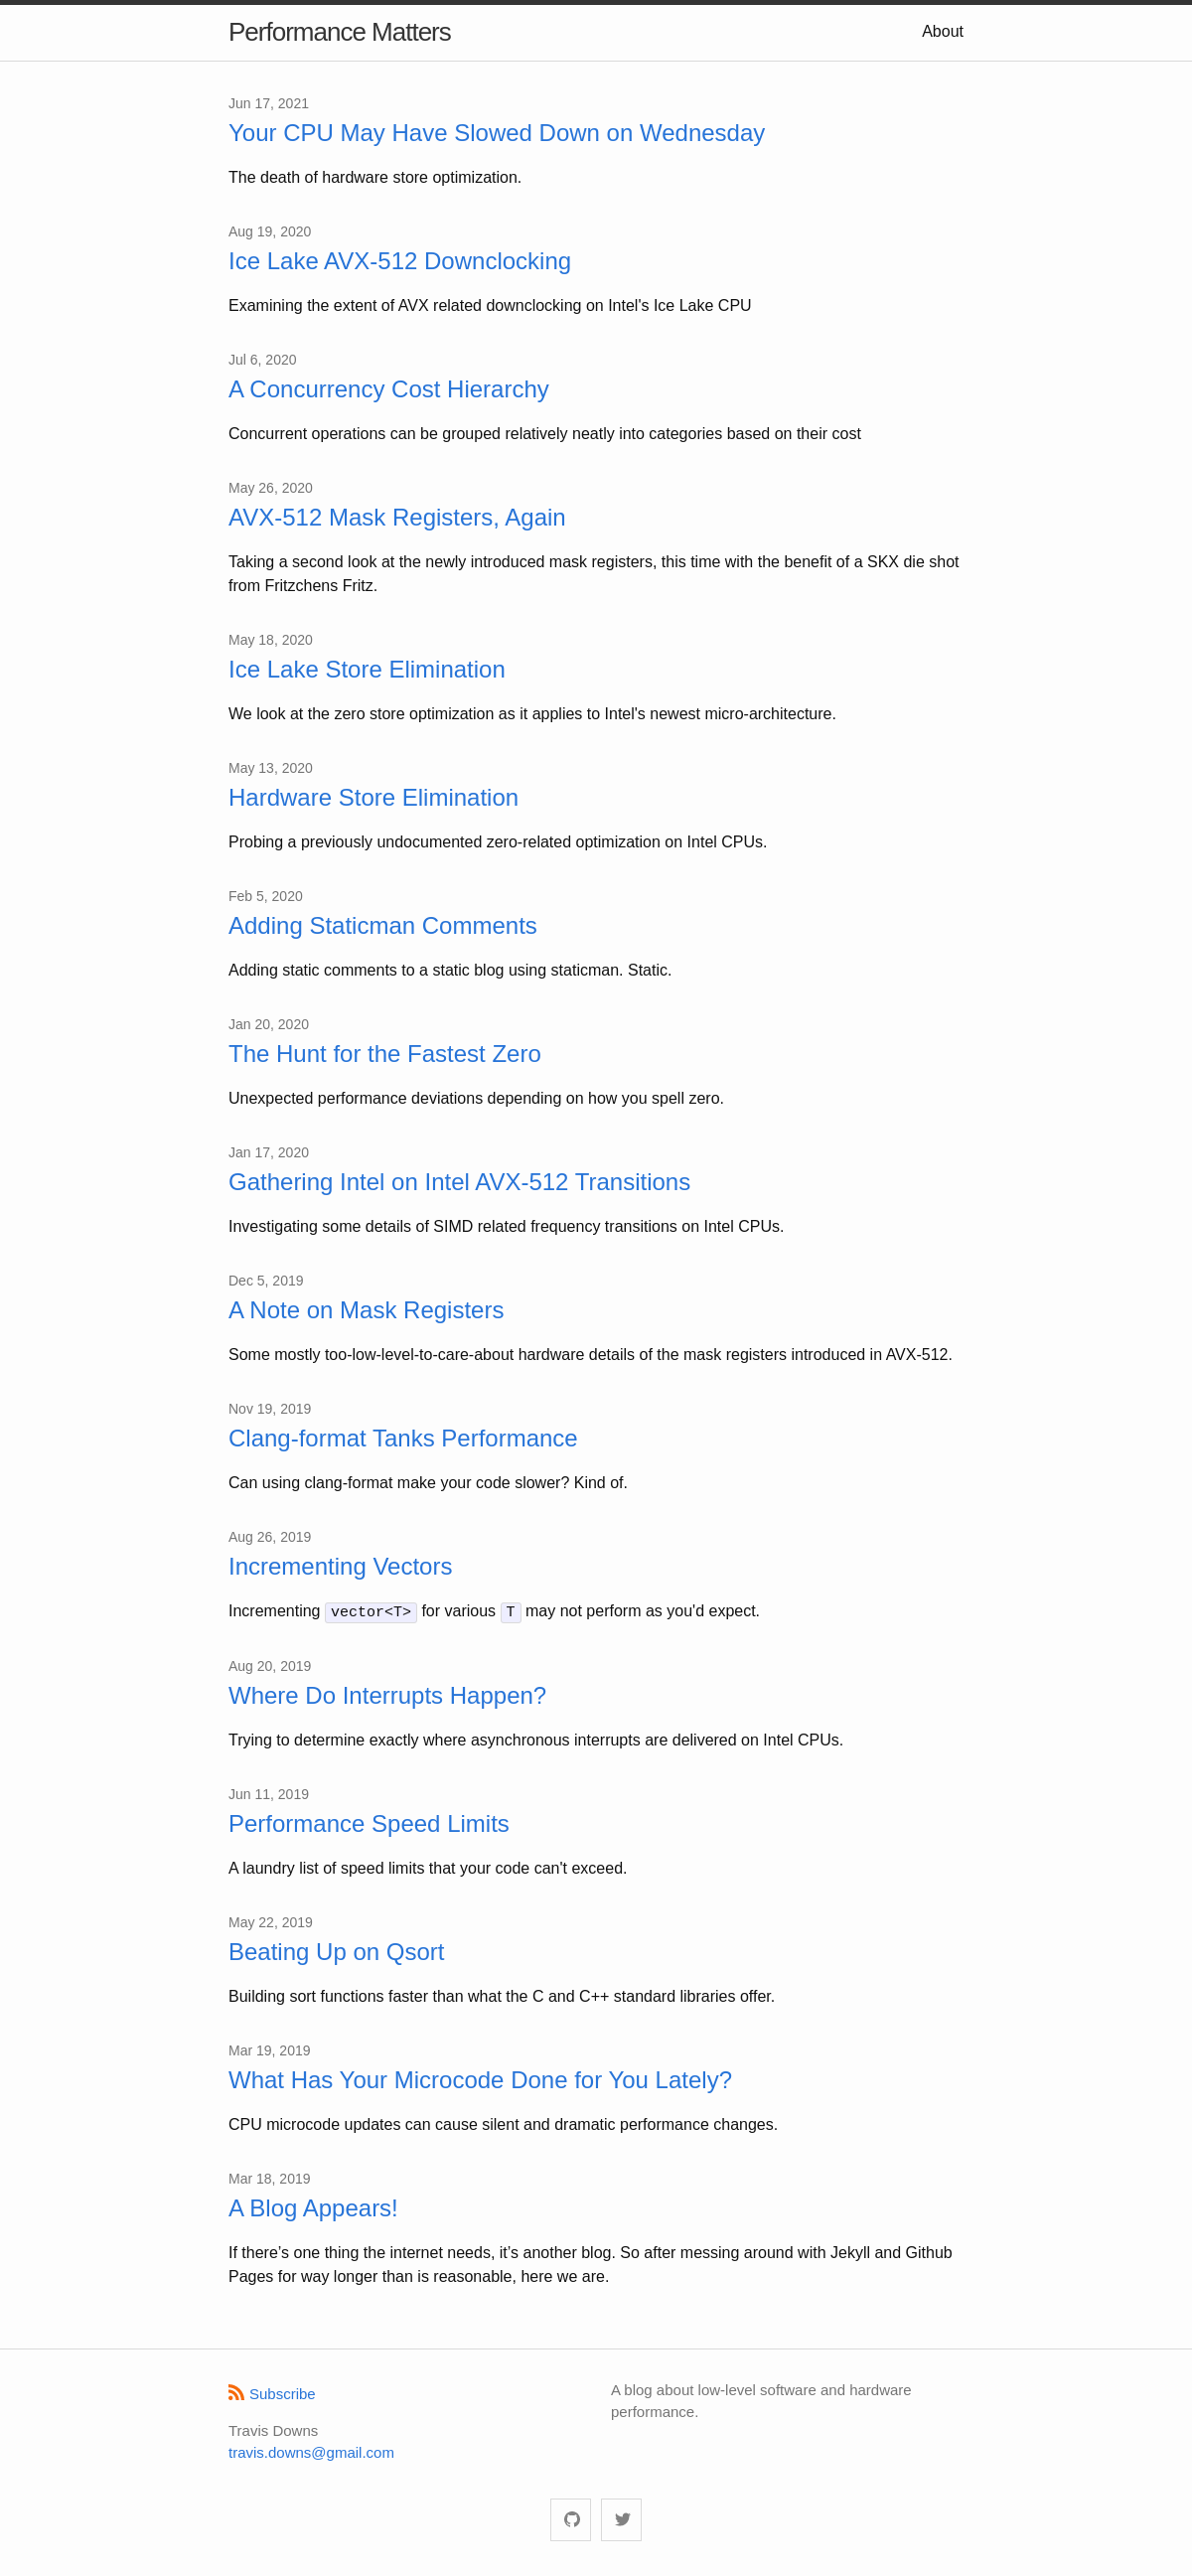 Performance Matters
About
Jun 17, 2021
Your CPU May Have Slowed Down on Wednesday
The death of hardware store optimization.
Aug 19, 2020
Ice Lake AVX-512 Downclocking
Examining the extent of AVX related downclocking on Intel's Ice Lake CPU
Jul 6, 2020
A Concurrency Cost Hierarchy
Concurrent operations can be grouped relatively neatly into categories based on their cost
May 26, 2020
AVX-512 Mask Registers, Again
Taking a second look at the newly introduced mask registers, this time with the benefit of a SKX die shot
from Fritzchens Fritz.
May 18, 2020
Ice Lake Store Elimination
We look at the zero store optimization as it applies to Intel's newest micro-architecture.
May 13, 2020
Hardware Store Elimination
Probing a previously undocumented zero-related optimization on Intel CPUs.
Feb 5, 2020
Adding Staticman Comments
Adding static comments to a static blog using staticman. Static.
Jan 20, 2020
The Hunt for the Fastest Zero
Unexpected performance deviations depending on how you spell zero.
Jan 17, 2020
Gathering Intel on Intel AVX-512 Transitions
Investigating some details of SIMD related frequency transitions on Intel CPUs.
Dec 5, 2019
A Note on Mask Registers
Some mostly too-low-level-to-care-about hardware details of the mask registers introduced in AVX-512.
Nov 19, 2019
Clang-format Tanks Performance
Can using clang-format make your code slower? Kind of.
Aug 26, 2019
Incrementing Vectors
Incrementing vector<T> for various T may not perform as you'd expect.
Aug 20, 2019
Where Do Interrupts Happen?
Trying to determine exactly where asynchronous interrupts are delivered on Intel CPUs.
Jun 11, 2019
Performance Speed Limits
A laundry list of speed limits that your code can't exceed.
May 22, 2019
Beating Up on Qsort
Building sort functions faster than what the C and C++ standard libraries offer.
Mar 19, 2019
What Has Your Microcode Done for You Lately?
CPU microcode updates can cause silent and dramatic performance changes.
Mar 18, 2019
A Blog Appears!
If there’s one thing the internet needs, it’s another blog. So after messing around with Jekyll and Github
Pages for way longer than is reasonable, here we are.
Subscribe
Travis Downs
travis.downs@gmail.com
A blog about low-level software and hardware
performance.